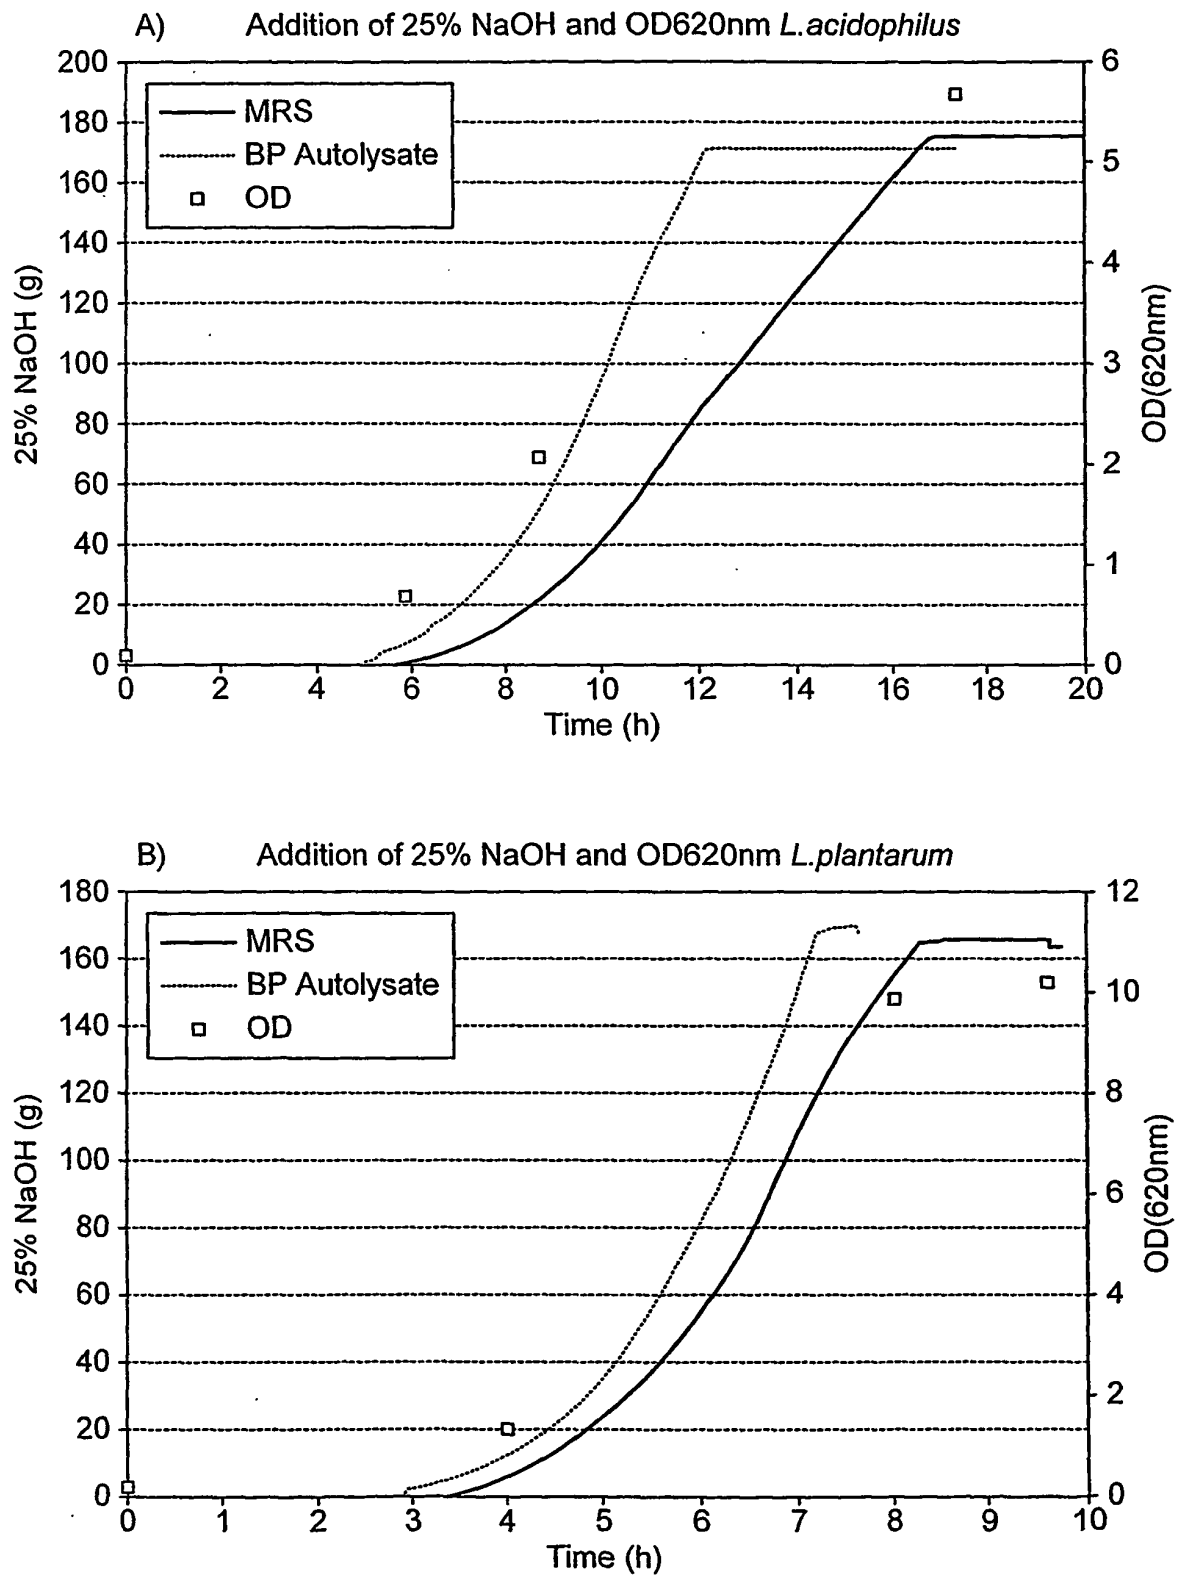 A) Addition of 25% NaOH and OD620nm L.acidophilus
MRS
BP Autolysate
OD
25% NaOH (g)
200
180
160
140
120
100
80
60
40
20
0
6
5
4
3
2
1
0
OD(620nm)
0 2 4 6 8 10 12 14 16 18 20
Time (h)
B) Addition of 25% NaOH and OD620nm L.plantarum
MRS
BP Autolysate
OD
25% NaOH (g)
180
160
140
120
100
80
60
40
20
0
12
10
8
6
4
2
0
OD(620nm)
0 1 2 3 4 5 6 7 8 9 10
Time (h)